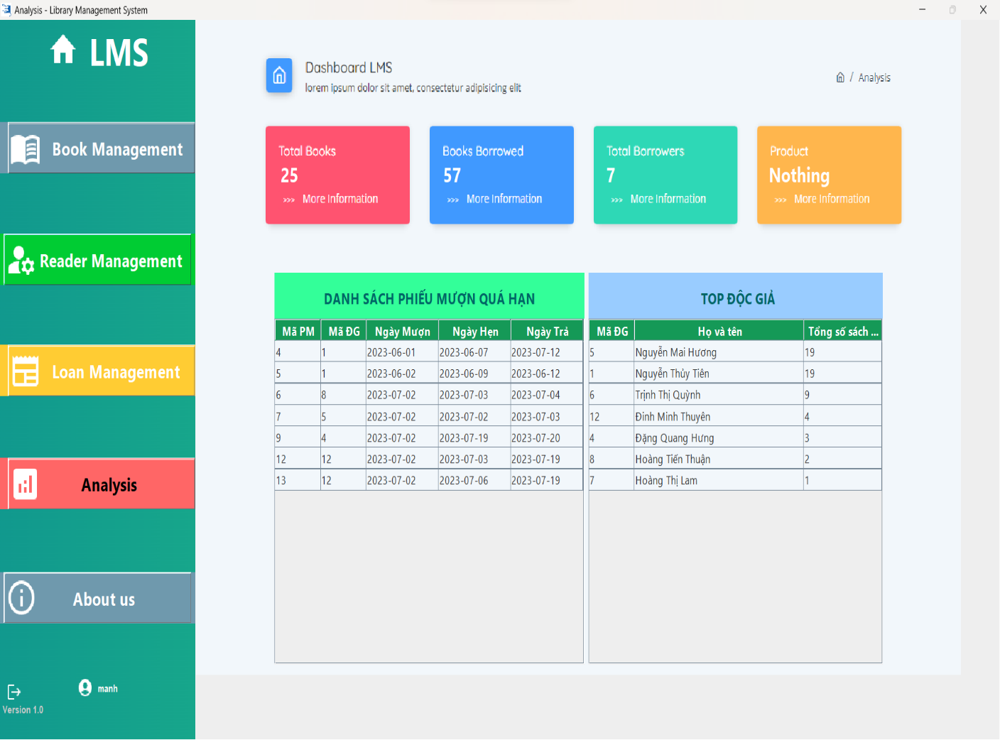 Analysis - Library Management System
LMS
Book Management
Reader Management
Loan Management
Analysis
About us
manh
Version 1.0
Dashboard LMS
lorem ipsum dolor sit amet, consectetur adipisicing elit
/ Analysis
Total Books
25
>>> More Information
Books Borrowed
57
>>> More Information
Total Borrowers
7
>>> More Information
Product
Nothing
>>> More Information
DANH SÁCH PHIẾU MƯỢN QUÁ HẠN
Mã PM Mã ĐG Ngày Mượn Ngày Hẹn Ngày Trả
4 1 2023-06-01 2023-06-07 2023-07-12
5 1 2023-06-02 2023-06-09 2023-06-12
6 8 2023-07-02 2023-07-03 2023-07-04
7 5 2023-07-02 2023-07-02 2023-07-03
9 4 2023-07-02 2023-07-19 2023-07-20
12 12 2023-07-02 2023-07-03 2023-07-19
13 12 2023-07-02 2023-07-06 2023-07-19
TOP ĐỘC GIẢ
Mã ĐG Họ và tên Tổng số sách ...
5 Nguyễn Mai Hương 19
1 Nguyễn Thủy Tiên 19
6 Trịnh Thị Quỳnh 9
12 Đinh Minh Thuyên 4
4 Đặng Quang Hưng 3
8 Hoàng Tiến Thuận 2
7 Hoàng Thị Lam 1